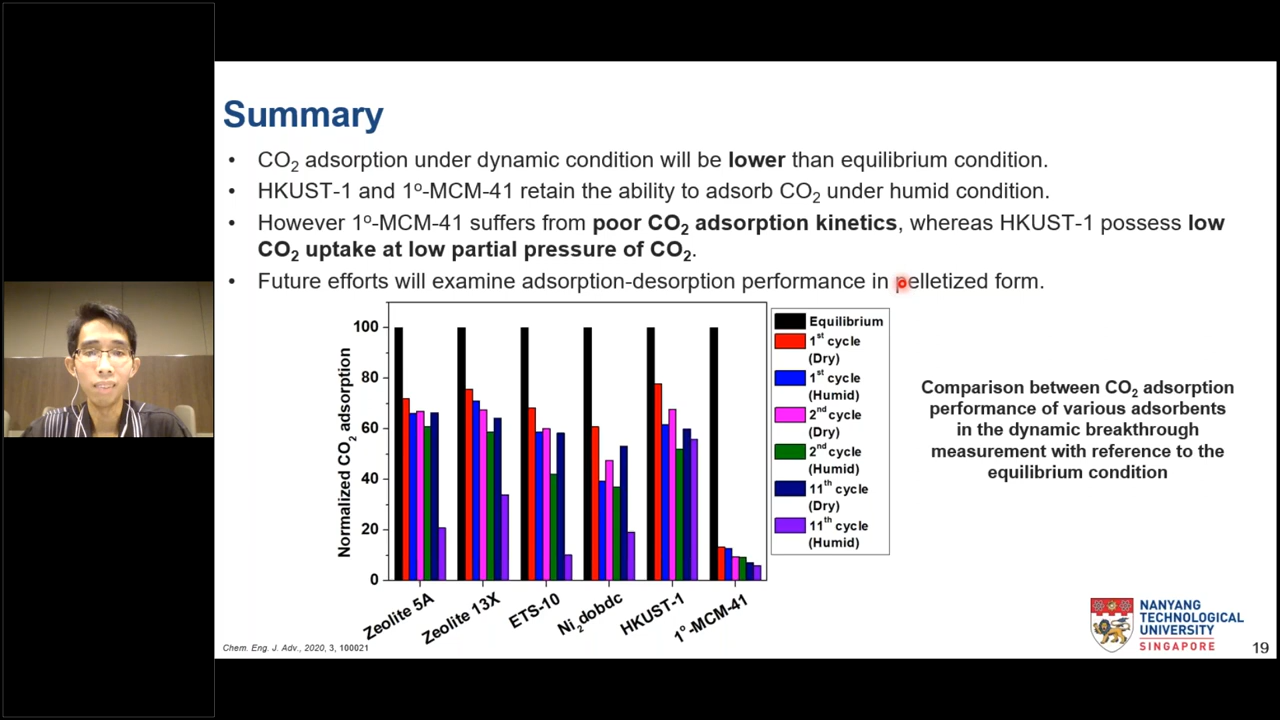 Summary
• CO₂ adsorption under dynamic condition will be lower than equilibrium condition.
• HKUST-1 and 1º-MCM-41 retain the ability to adsorb CO₂ under humid condition.
• However 1º-MCM-41 suffers from poor CO₂ adsorption kinetics, whereas HKUST-1 possess low
CO₂ uptake at low partial pressure of CO₂.
• Future efforts will examine adsorption-desorption performance in pelletized form.
Normalized CO₂ adsorption
100
80
60
40
20
0
Zeolite 5A
Zeolite 13X
ETS-10
Ni₂dobdc
HKUST-1
1º-MCM-41
Equilibrium
1st cycle
(Dry)
1st cycle
(Humid)
2nd cycle
(Dry)
2nd cycle
(Humid)
11th cycle
(Dry)
11th cycle
(Humid)
Comparison between CO₂ adsorption
performance of various adsorbents
in the dynamic breakthrough
measurement with reference to the
equilibrium condition
Chem. Eng. J. Adv., 2020, 3, 100021
NANYANG
TECHNOLOGICAL
UNIVERSITY
SINGAPORE
19